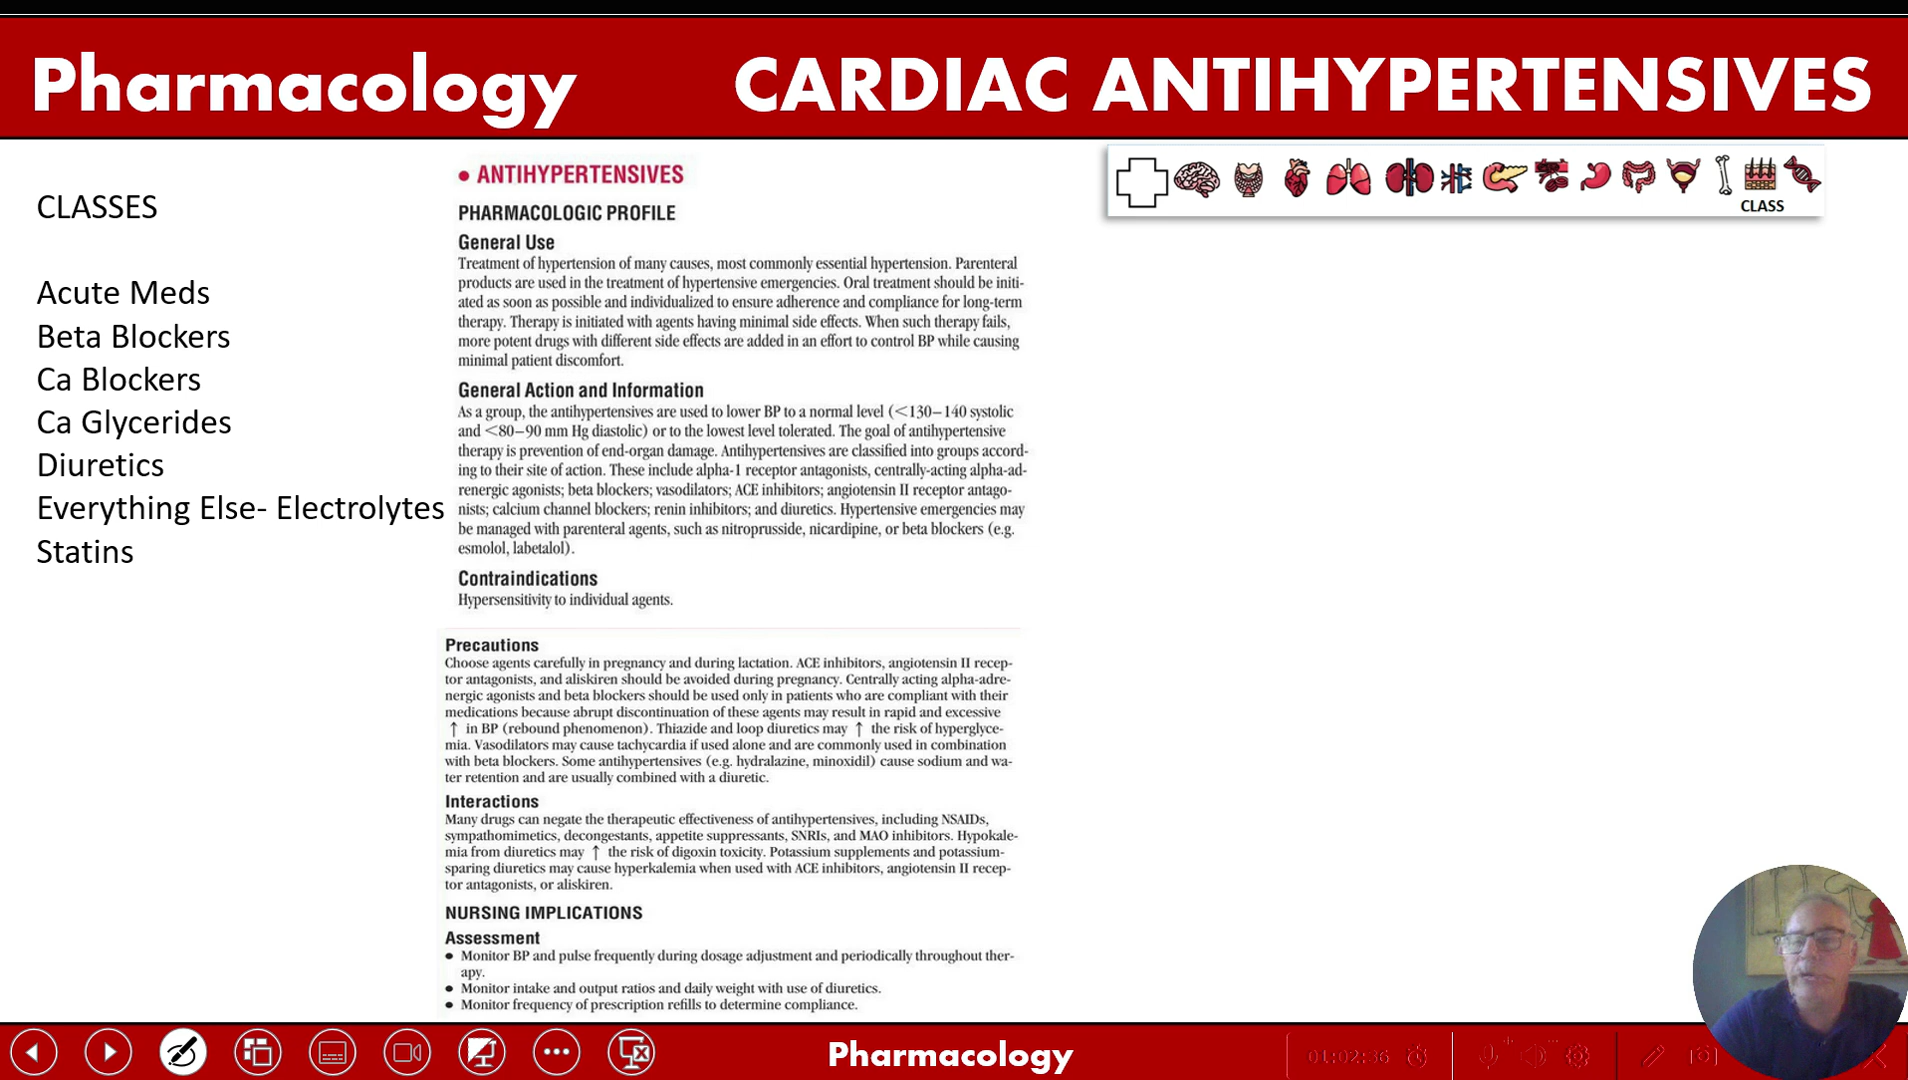 Pharmacology
CARDIAC ANTIHYPERTENSIVES
CLASSES
Acute Meds
Beta Blockers
Ca Blockers
Ca Glycerides
Diuretics
Everything Else- Electrolytes
Statins
• ANTIHYPERTENSIVES
PHARMACOLOGIC PROFILE
General Use
Treatment of hypertension of many causes, most commonly essential hypertension. Parenteral
products are used in the treatment of hypertensive emergencies. Oral treatment should be initi-
ated as soon as possible and individualized to ensure adherence and compliance for long-term
therapy. Therapy is initiated with agents having minimal side effects. When such therapy fails,
more potent drugs with different side effects are added in an effort to control BP while causing
minimal patient discomfort.
General Action and Information
As a group, the antihypertensives are used to lower BP to a normal level (<130–140 systolic
and <80–90 mm Hg diastolic) or to the lowest level tolerated. The goal of antihypertensive
therapy is prevention of end-organ damage. Antihypertensives are classified into groups accord-
ing to their site of action. These include alpha-1 receptor antagonists, centrally-acting alpha-ad-
renergic agonists; beta blockers; vasodilators; ACE inhibitors; angiotensin II receptor antago-
nists; calcium channel blockers; renin inhibitors; and diuretics. Hypertensive emergencies may
be managed with parenteral agents, such as nitroprusside, nicardipine, or beta blockers (e.g.
esmolol, labetalol).
Contraindications
Hypersensitivity to individual agents.
Precautions
Choose agents carefully in pregnancy and during lactation. ACE inhibitors, angiotensin II recep-
tor antagonists, and aliskiren should be avoided during pregnancy. Centrally acting alpha-adre-
nergic agonists and beta blockers should be used only in patients who are compliant with their
medications because abrupt discontinuation of these agents may result in rapid and excessive
↑ in BP (rebound phenomenon). Thiazide and loop diuretics may ↑ the risk of hyperglyce-
mia. Vasodilators may cause tachycardia if used alone and are commonly used in combination
with beta blockers. Some antihypertensives (e.g. hydralazine, minoxidil) cause sodium and wa-
ter retention and are usually combined with a diuretic.
Interactions
Many drugs can negate the therapeutic effectiveness of antihypertensives, including NSAIDs,
sympathomimetics, decongestants, appetite suppressants, SNRIs, and MAO inhibitors. Hypokale-
mia from diuretics may ↑ the risk of digoxin toxicity. Potassium supplements and potassium-
sparing diuretics may cause hyperkalemia when used with ACE inhibitors, angiotensin II recep-
tor antagonists, or aliskiren.
NURSING IMPLICATIONS
Assessment
• Monitor BP and pulse frequently during dosage adjustment and periodically throughout ther-
apy.
• Monitor intake and output ratios and daily weight with use of diuretics.
• Monitor frequency of prescription refills to determine compliance.
CLASS
Pharmacology
01:02:36